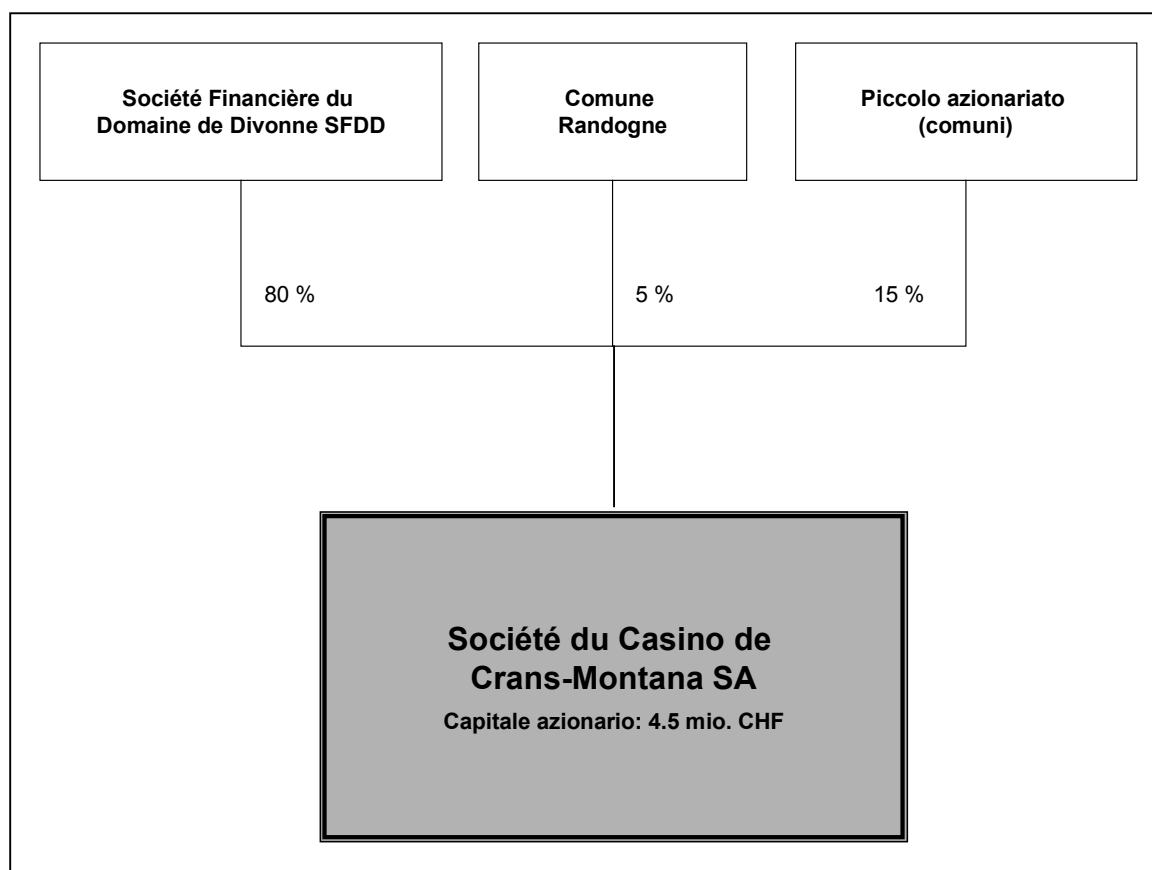 Société Financière du
Domaine de Divonne SFDD
Comune
Randogne
Piccolo azionariato
(comuni)
80 %
5 %
15 %
Société du Casino de
Crans-Montana SA
Capitale azionario: 4.5 mio. CHF